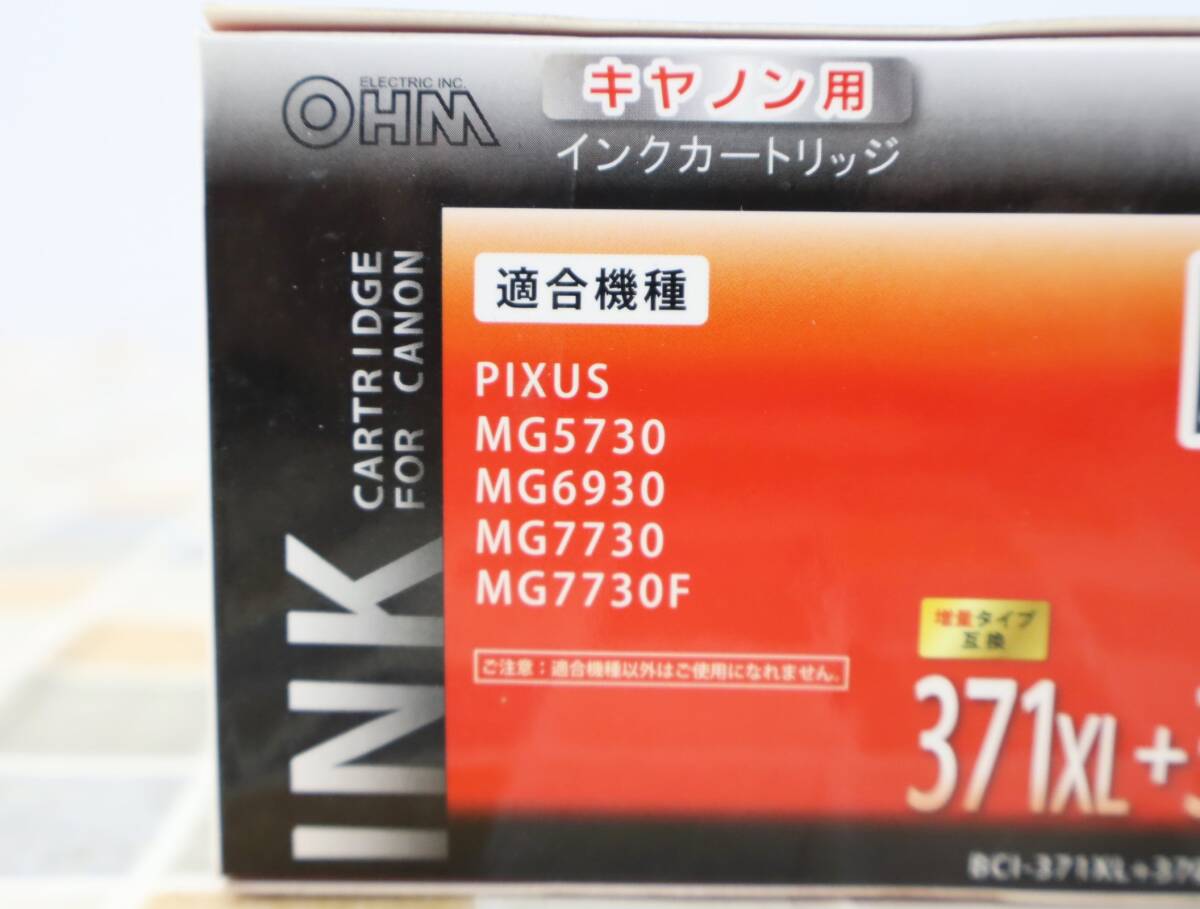 ELECTRIC INC.
OHM
キヤノン用
インクカートリッジ
INK
CARTRIDGE
FOR CANON
適合機種
PIXUS
MG5730
MG6930
MG7730
MG7730F
ご注意：適合機種以外はご使用になれません。
増量タイプ
互換
371XL+
BCI-371XL+370